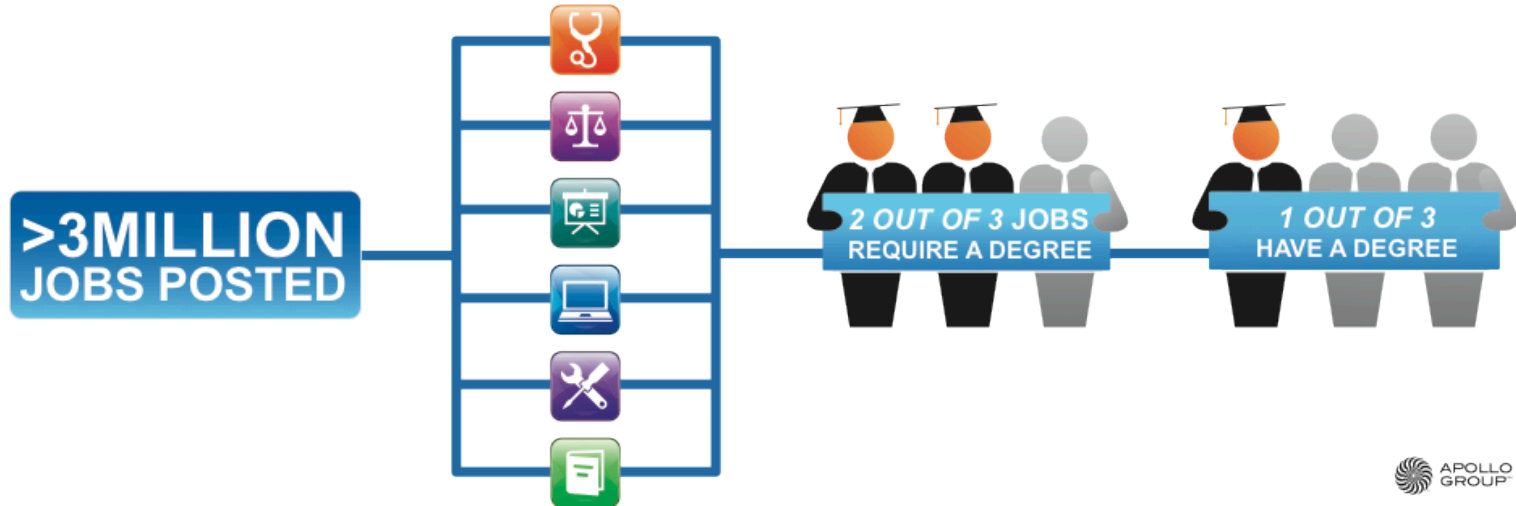 >3MILLION
JOBS POSTED
2 OUT OF 3 JOBS
REQUIRE A DEGREE
1 OUT OF 3
HAVE A DEGREE
APOLLO
GROUP